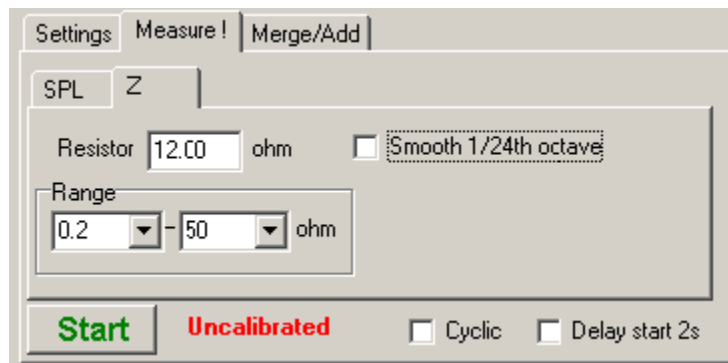 Settings Measure ! Merge/Add
SPL Z
Resistor 12.00 ohm Smooth 1/24th octave
Range
0.2 - 50 ohm
Start Uncalibrated Cyclic Delay start 2s